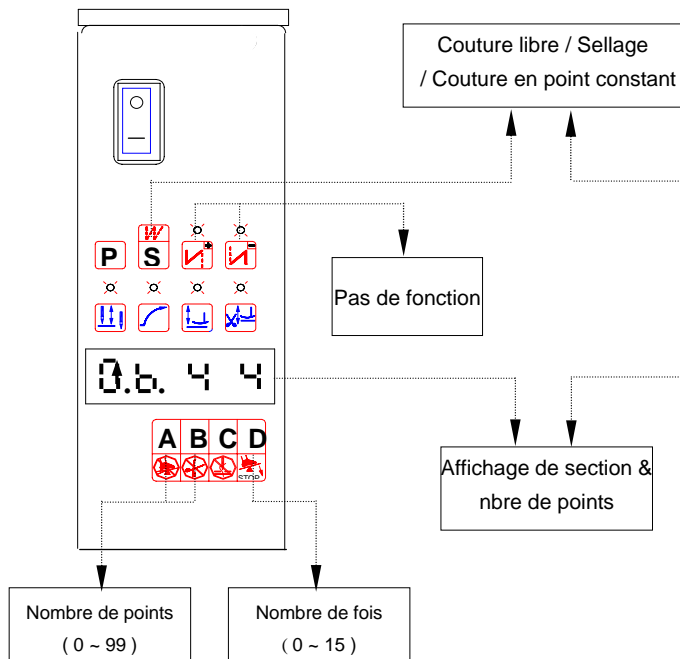 Couture libre / Sellage
/ Couture en point constant
W
P S
Pas de fonction
0.b. 4 4
A B C D
STOP
Affichage de section &
nbre de points
Nombre de points
( 0 ~ 99 )
Nombre de fois
( 0 ~ 15 )